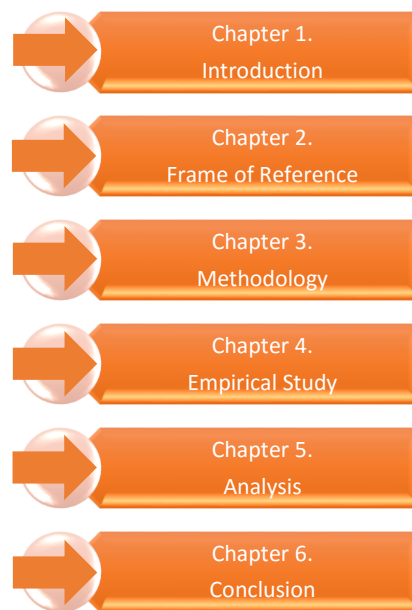 Chapter 1.
Introduction
Chapter 2.
Frame of Reference
Chapter 3.
Methodology
Chapter 4.
Empirical Study
Chapter 5.
Analysis
Chapter 6.
Conclusion